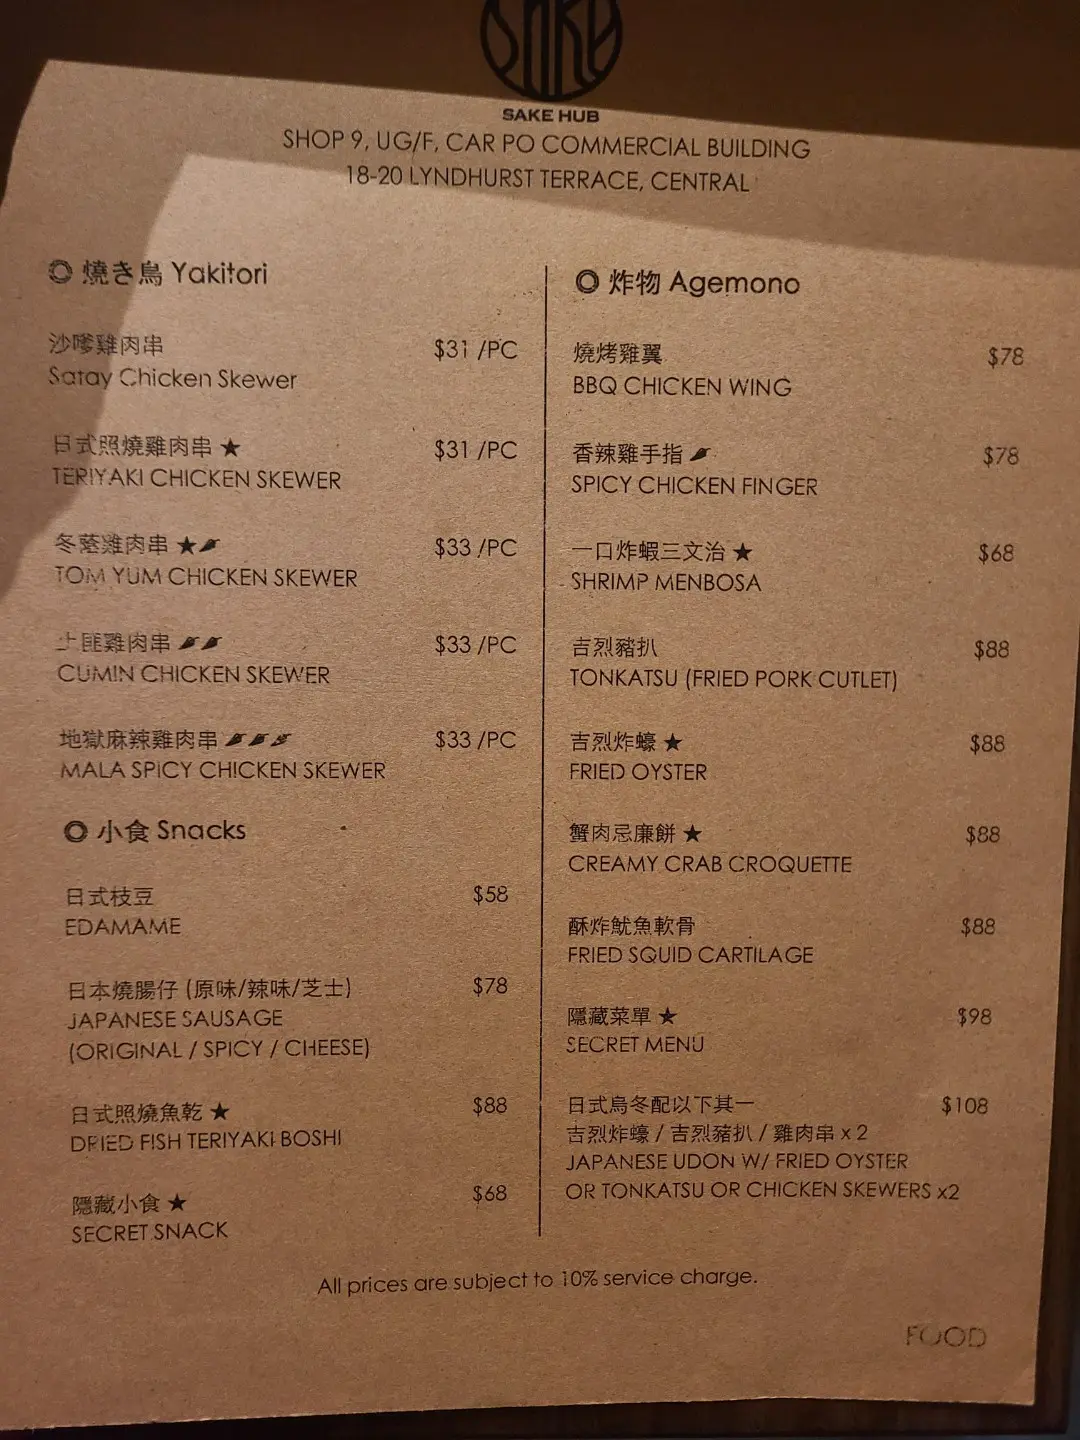 SAKE
SAKE HUB
SHOP 9, UG/F, CAR PO COMMERCIAL BUILDING
18-20 LYNDHURST TERRACE, CENTRAL
燒き鳥 Yakitori
沙嗲雞肉串 $31 /PC
Satay Chicken Skewer
日式照燒雞肉串 ★ $31 /PC
TERIYAKI CHICKEN SKEWER
冬蔭雞肉串 ★ $33 /PC
TOM YUM CHICKEN SKEWER
土匪雞肉串 $33 /PC
CUMIN CHICKEN SKEWER
地獄麻辣雞肉串 $33 /PC
MALA SPICY CHICKEN SKEWER
小食 Snacks
日式枝豆 $58
EDAMAME
日本燒腸仔 (原味/辣味/芝士) $78
JAPANESE SAUSAGE
(ORIGINAL / SPICY / CHEESE)
日式照燒魚乾 ★ $88
DRIED FISH TERIYAKI BOSHI
隱藏小食 ★ $68
SECRET SNACK
炸物 Agemono
燒烤雞翼 $78
BBQ CHICKEN WING
香辣雞手指 $78
SPICY CHICKEN FINGER
一口炸蝦三文治 ★ $68
SHRIMP MENBOSA
吉烈豬扒 $88
TONKATSU (FRIED PORK CUTLET)
吉烈炸蠔 ★ $88
FRIED OYSTER
蟹肉忌廉餅 ★ $88
CREAMY CRAB CROQUETTE
酥炸魷魚軟骨 $88
FRIED SQUID CARTILAGE
隱藏菜單 ★ $98
SECRET MENU
日式烏冬配以下其一 $108
吉烈炸蠔 / 吉烈豬扒 / 雞肉串 x 2
JAPANESE UDON W/ FRIED OYSTER
OR TONKATSU OR CHICKEN SKEWERS x2
All prices are subject to 10% service charge.
FOOD